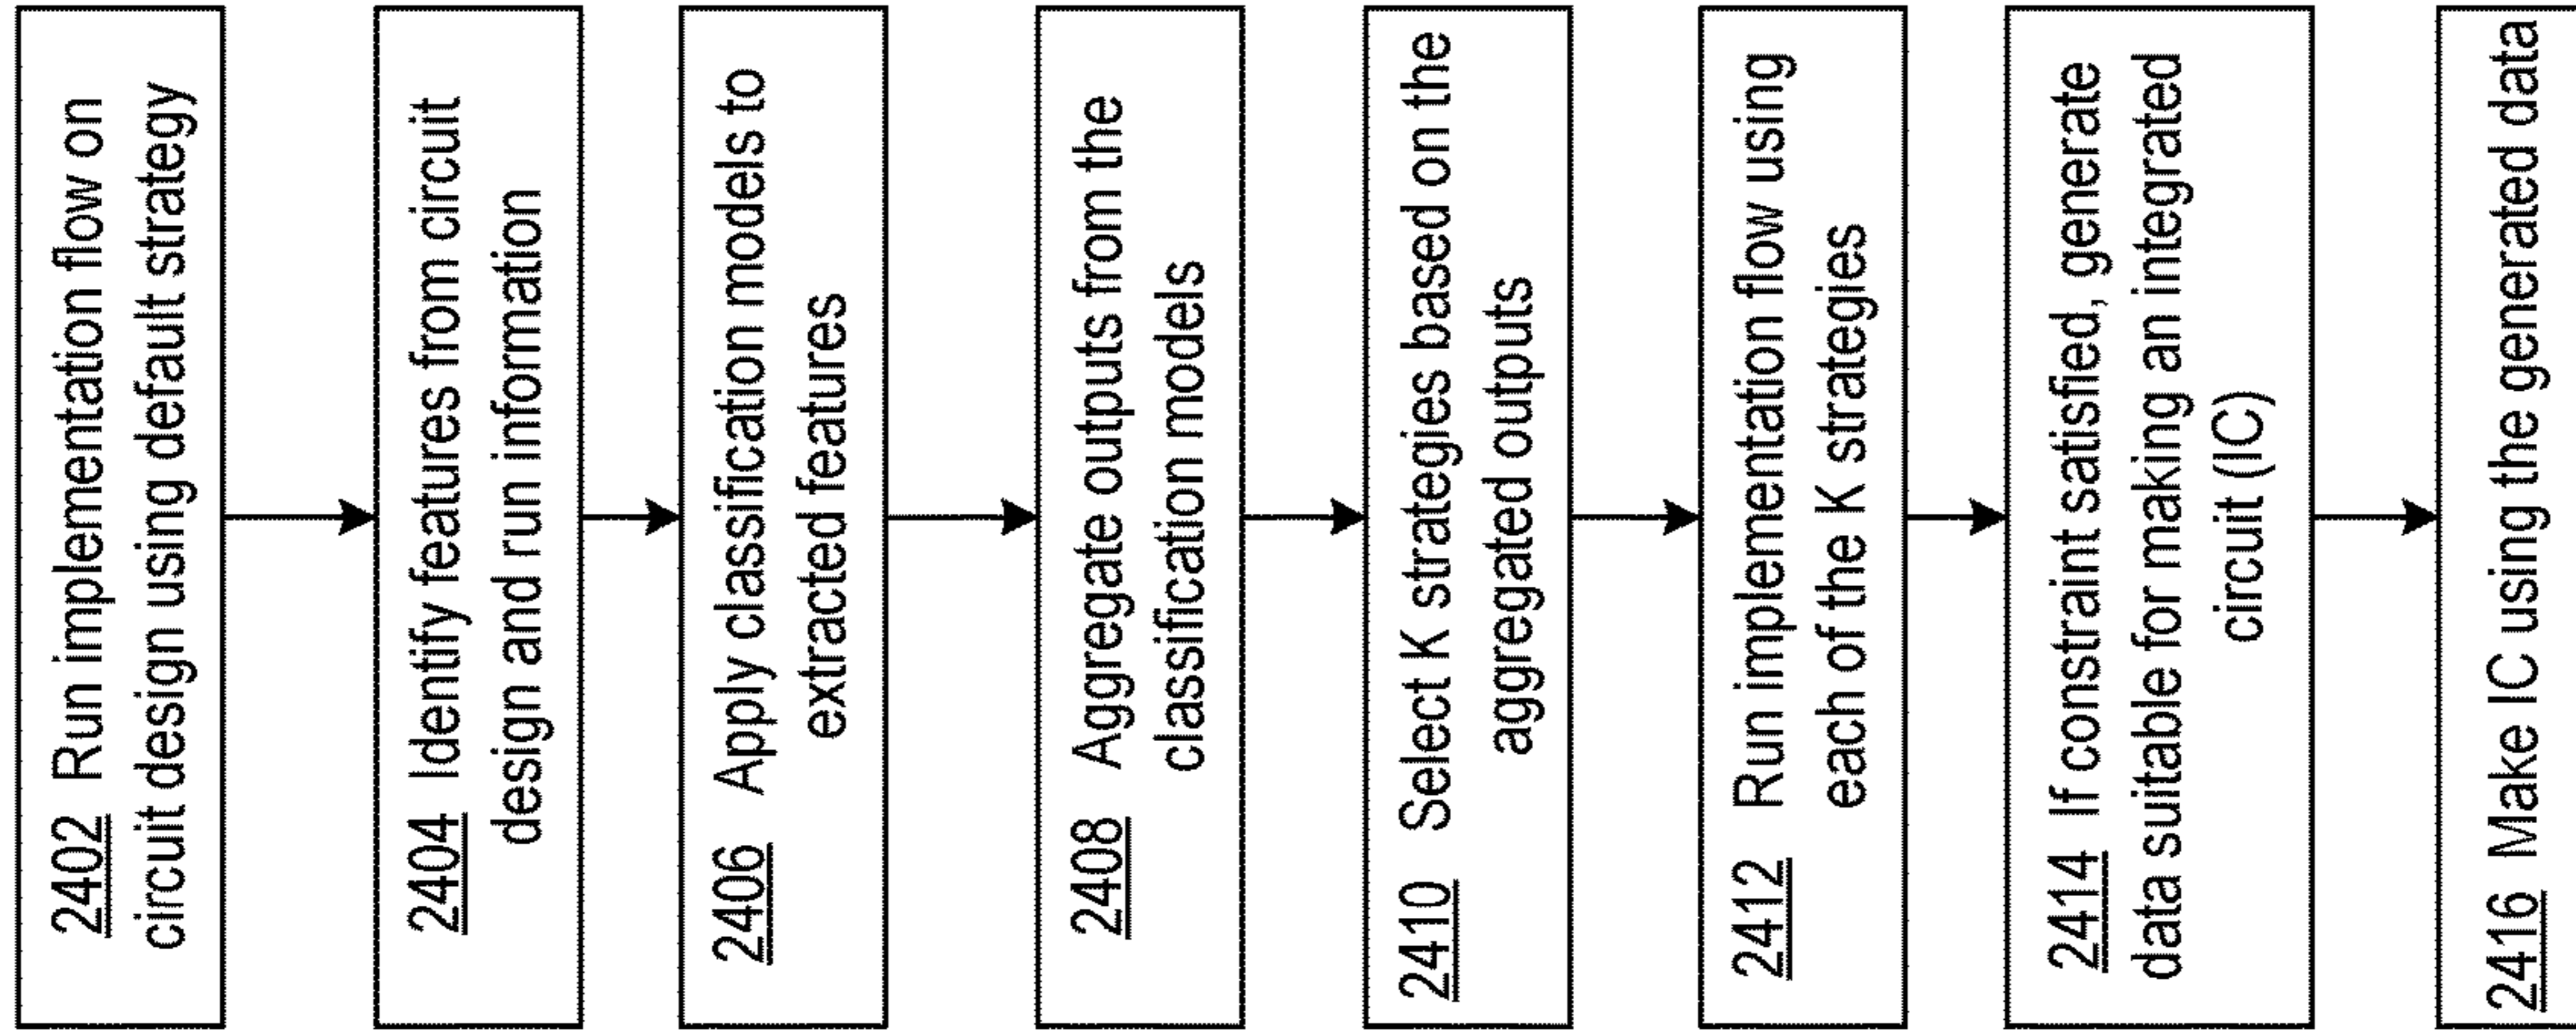 2402 Run implementation flow on
circuit design using default strategy
2404 Identify features from circuit
design and run information
2406 Apply classification models to
extracted features
2408 Aggregate outputs from the
classification models
2410 Select K strategies based on the
aggregated outputs
2412 Run implementation flow using
each of the K strategies
2414 If constraint satisfied, generate
data suitable for making an integrated
circuit (IC)
2416 Make IC using the generated data